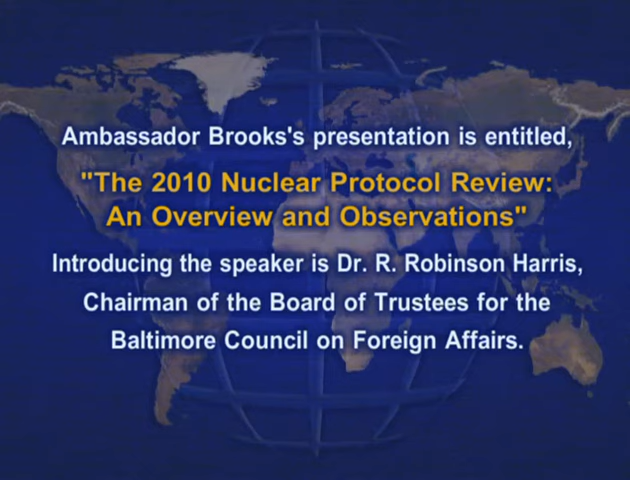 Ambassador Brooks's presentation is entitled,
"The 2010 Nuclear Protocol Review:
An Overview and Observations"
Introducing the speaker is Dr. R. Robinson Harris,
Chairman of the Board of Trustees for the
Baltimore Council on Foreign Affairs.